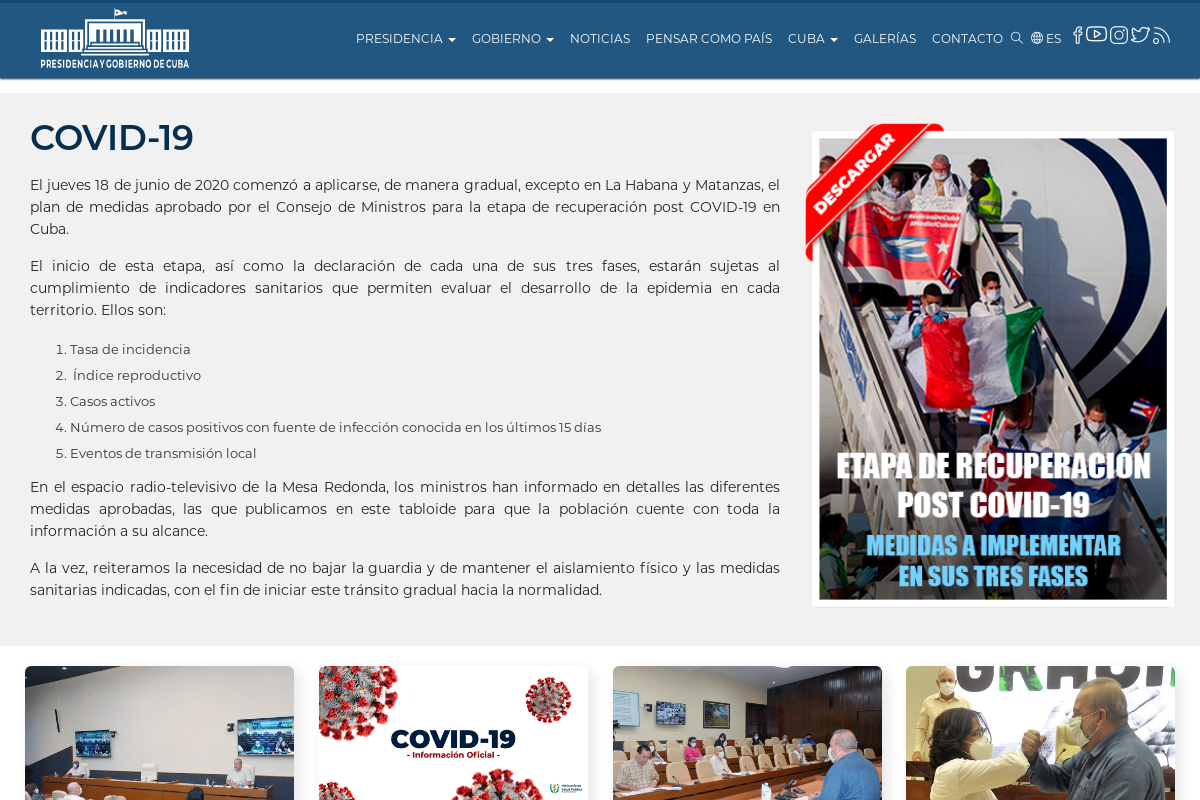 PRESIDENCIA Y GOBIERNO DE CUBA
PRESIDENCIA
GOBIERNO
NOTICIAS
PENSAR COMO PAÍS
CUBA
GALERÍAS
CONTACTO
ES
COVID-19
El jueves 18 de junio de 2020 comenzó a aplicarse, de manera gradual, excepto en La Habana y Matanzas, el
plan de medidas aprobado por el Consejo de Ministros para la etapa de recuperación post COVID-19 en
Cuba.
El inicio de esta etapa, así como la declaración de cada una de sus tres fases, estarán sujetas al
cumplimiento de indicadores sanitarios que permiten evaluar el desarrollo de la epidemia en cada
territorio. Ellos son:
1. Tasa de incidencia
2. Índice reproductivo
3. Casos activos
4. Número de casos positivos con fuente de infección conocida en los últimos 15 días
5. Eventos de transmisión local
En el espacio radio-televisivo de la Mesa Redonda, los ministros han informado en detalles las diferentes
medidas aprobadas, las que publicamos en este tabloide para que la población cuente con toda la
información a su alcance.
A la vez, reiteramos la necesidad de no bajar la guardia y de mantener el aislamiento físico y las medidas
sanitarias indicadas, con el fin de iniciar este tránsito gradual hacia la normalidad.
DESCARGAR
ETAPA DE RECUPERACIÓN
POST COVID-19
MEDIDAS A IMPLEMENTAR
EN SUS TRES FASES
COVID-19
- Información Oficial -
Ministerio de
Salud Pública